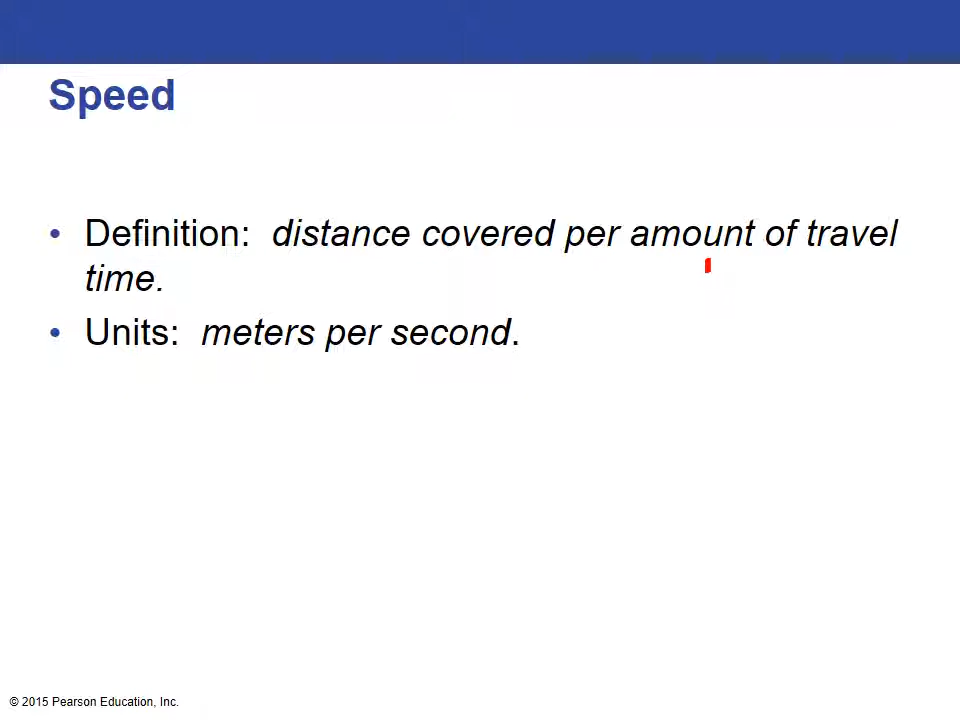 Speed
• Definition: distance covered per amount of travel
time.
• Units: meters per second.
© 2015 Pearson Education, Inc.